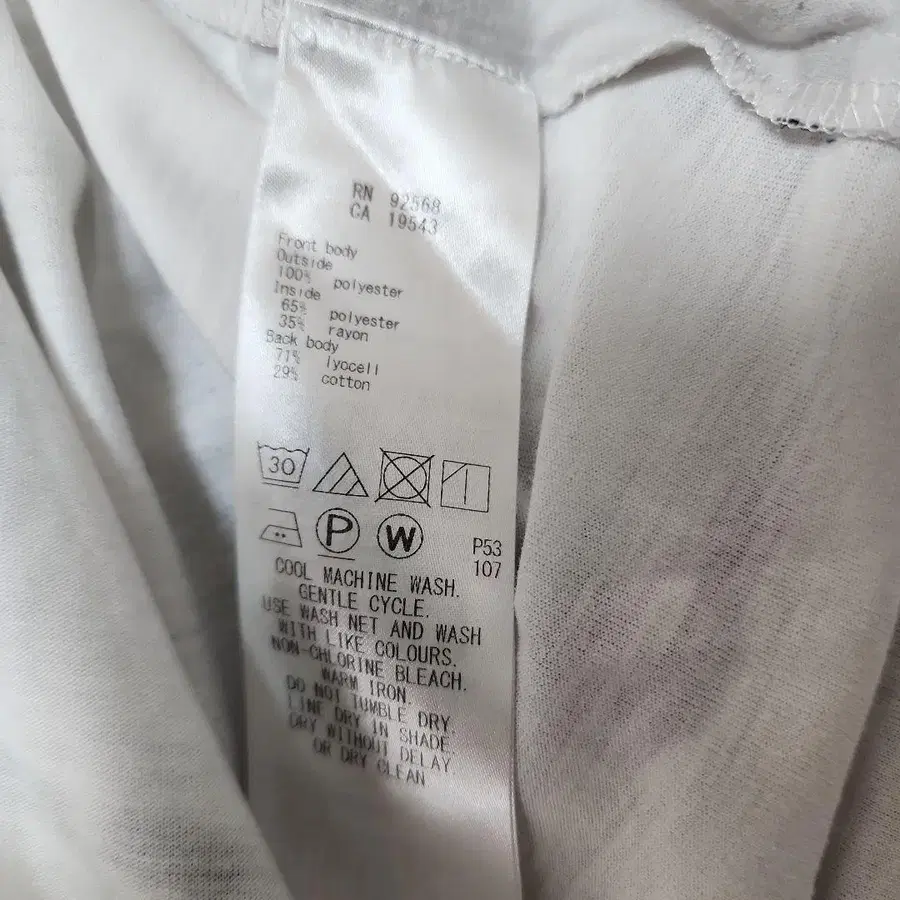 RN 92568
CA 19543
Front body
Outside
100% polyester
Inside
65% polyester
35% rayon
Back body
71% lyocell
29% cotton
30
P W
P53
107
COOL MACHINE WASH.
GENTLE CYCLE.
USE WASH NET AND WASH
WITH LIKE COLOURS.
NON-CHLORINE BLEACH.
WARM IRON.
DO NOT TUMBLE DRY.
LINE DRY IN SHADE.
DRY WITHOUT DELAY.
OR DRY CLEAN